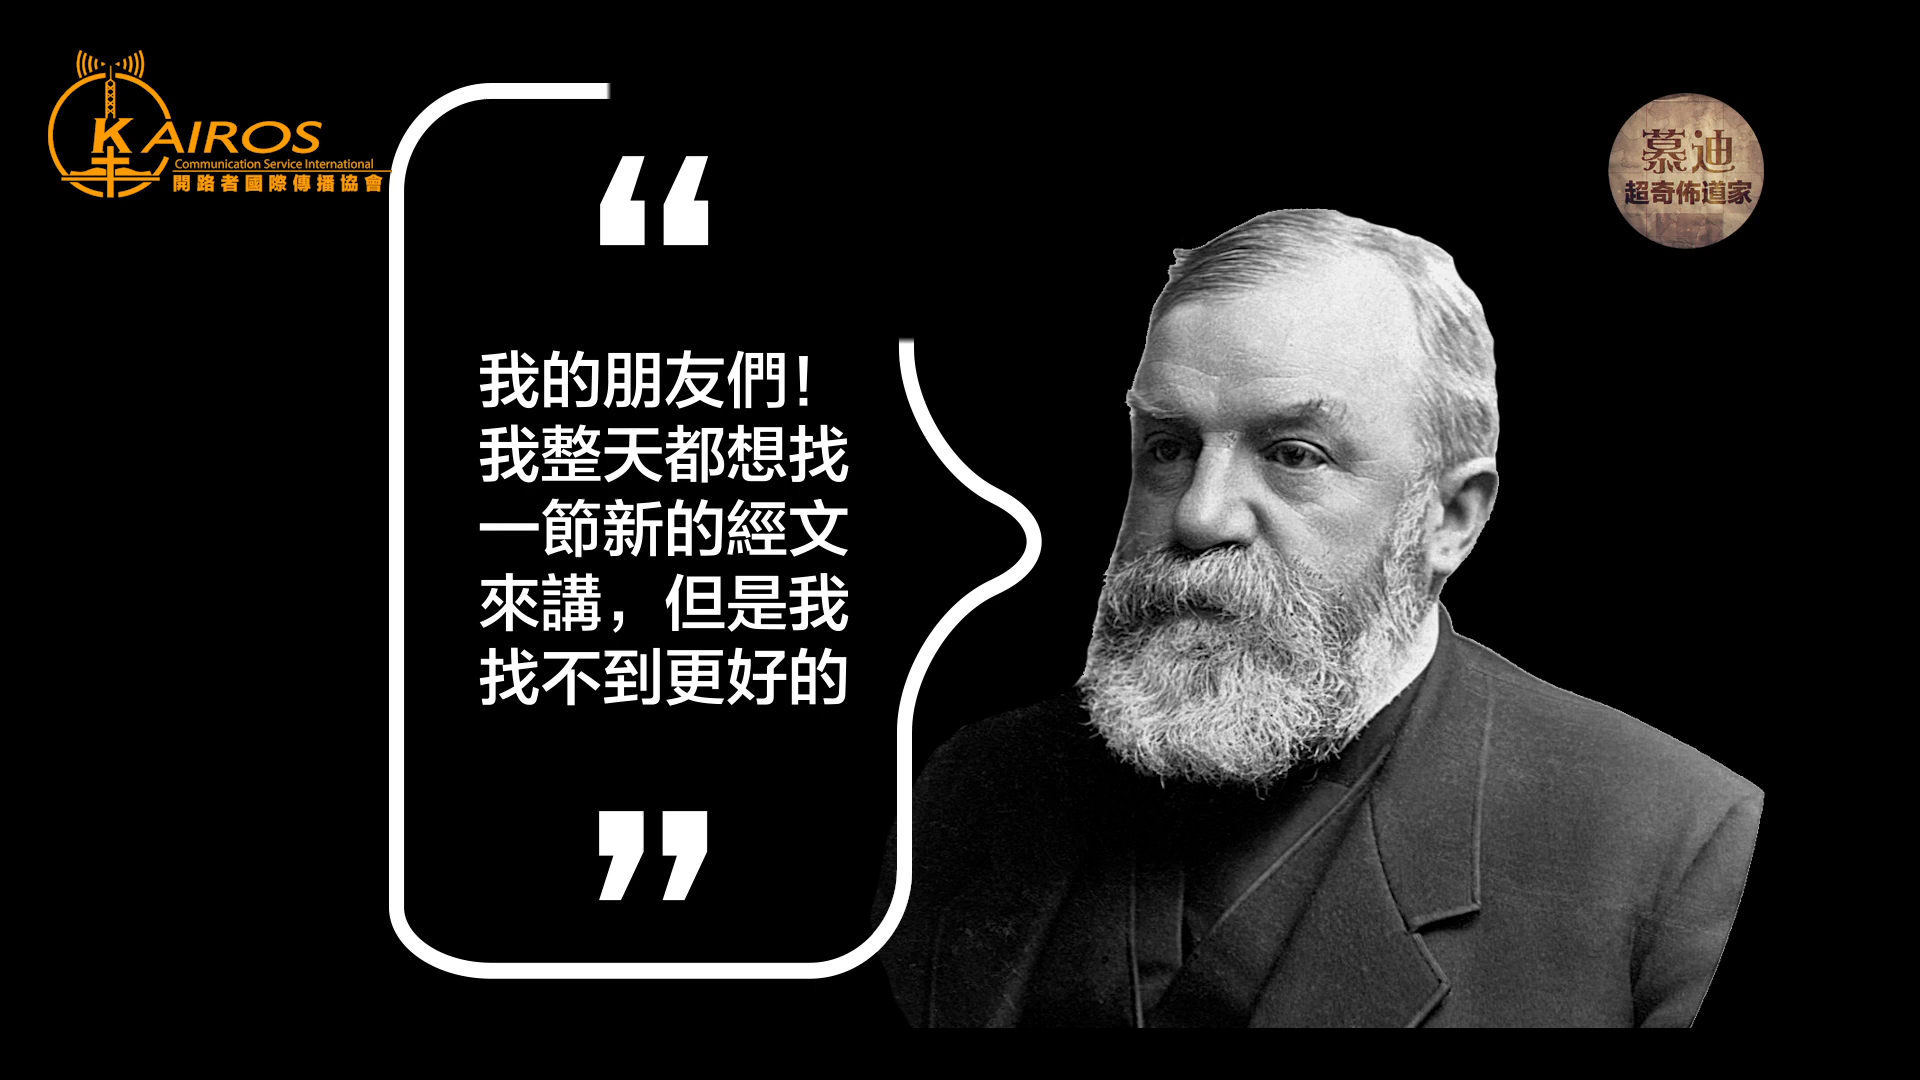 KAIROS
Communication Service International
開路者國際傳播協會
慕迪
超奇佈道家
“
我的朋友們！
我整天都想找
一節新的經文
來講，但是我
找不到更好的
”